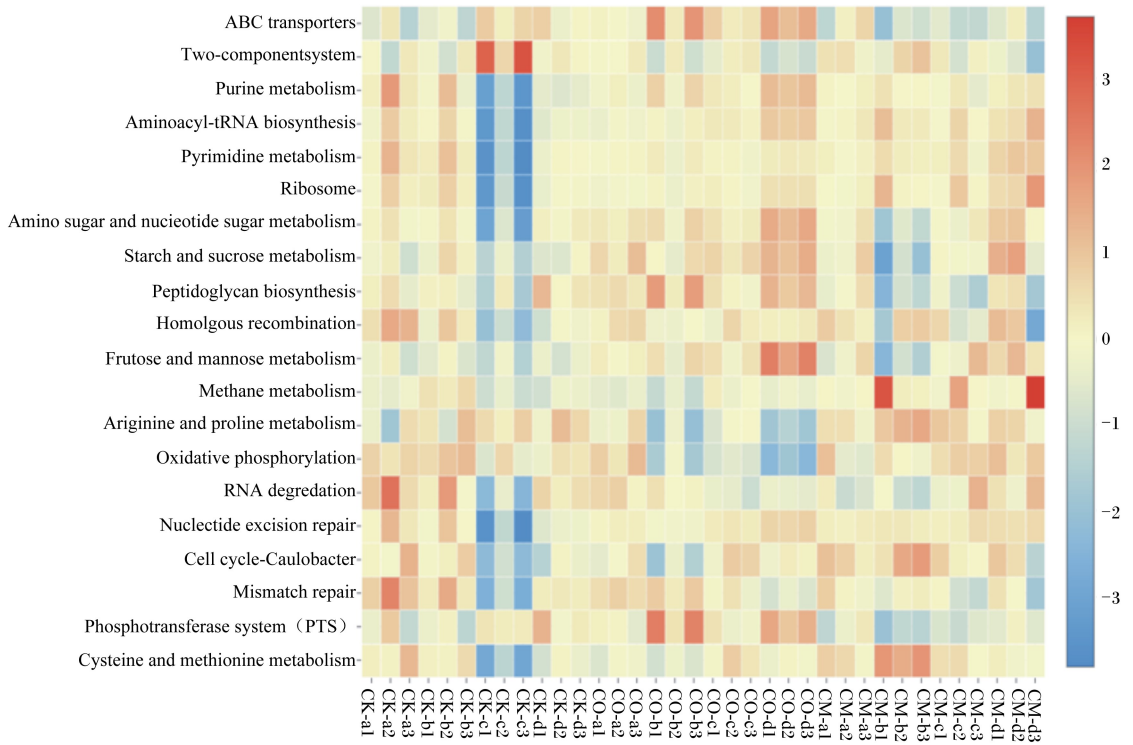 ABC transporters
Two-componentsystem
Purine metabolism
Aminoacyl-tRNA biosynthesis
Pyrimidine metabolism
Ribosome
Amino sugar and nucieotide sugar metabolism
Starch and sucrose metabolism
Peptidoglycan biosynthesis
Homolgous recombination
Frutose and mannose metabolism
Methane metabolism
Ariginine and proline metabolism
Oxidative phosphorylation
RNA degredation
Nuclectide excision repair
Cell cycle-Caulobacter
Mismatch repair
Phosphotransferase system（PTS）
Cysteine and methionine metabolism
CK-a1
CK-a2
CK-a3
CK-b1
CK-b2
CK-b3
CK-c1
CK-c2
CK-c3
CK-d1
CK-d2
CK-d3
CO-a1
CO-a2
CO-a3
CO-b1
CO-b2
CO-b3
CO-c1
CO-c2
CO-c3
CO-d1
CO-d2
CO-d3
CM-a1
CM-a2
CM-a3
CM-b1
CM-b2
CM-b3
CM-c1
CM-c2
CM-c3
CM-d1
CM-d2
CM-d3
3
2
1
0
−1
−2
−3